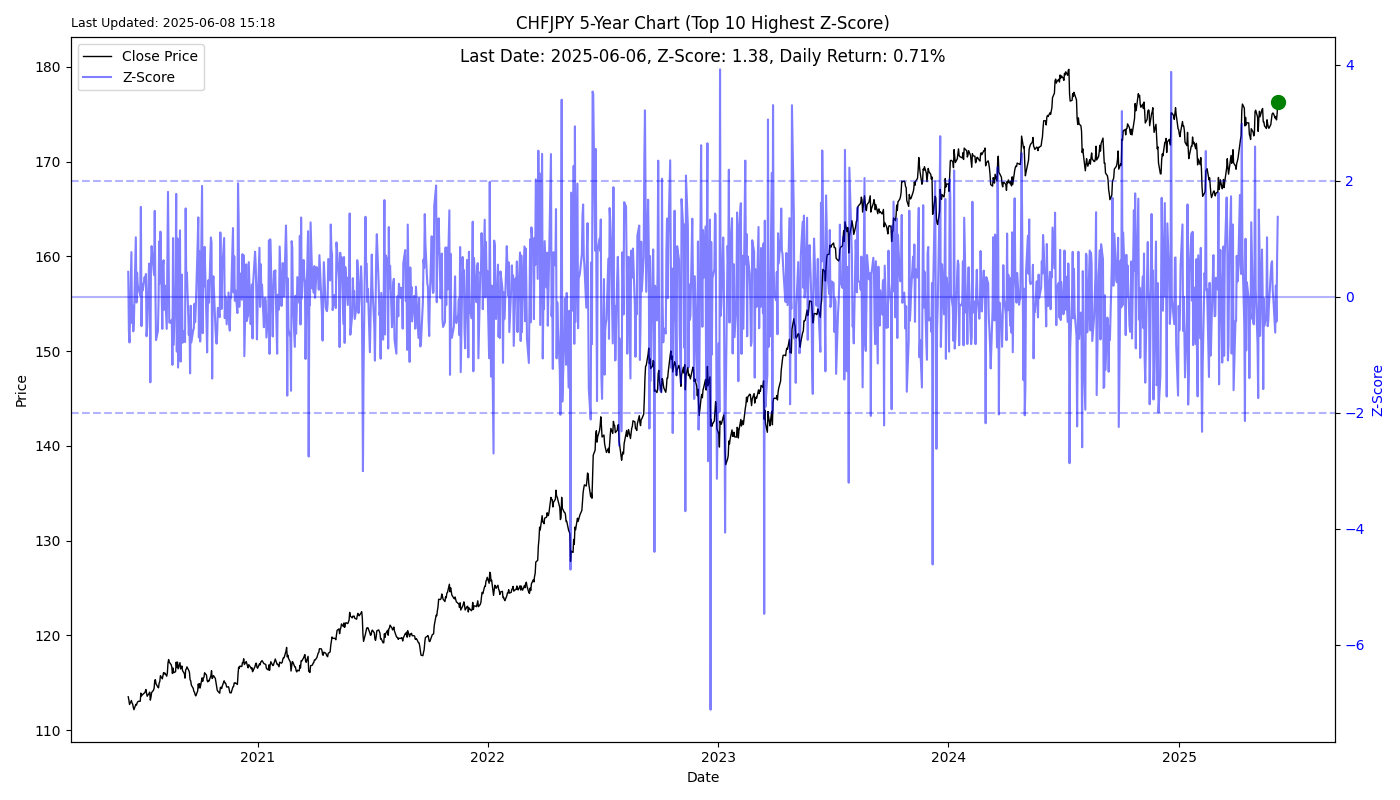 Last Updated: 2025-06-08 15:18
CHFJPY 5-Year Chart (Top 10 Highest Z-Score)
Last Date: 2025-06-06, Z-Score: 1.38, Daily Return: 0.71%
Close Price
Z-Score
180
170
160
150
140
130
120
110
Price
4
2
0
−2
−4
−6
Z-Score
2021
2022
2023
2024
2025
Date